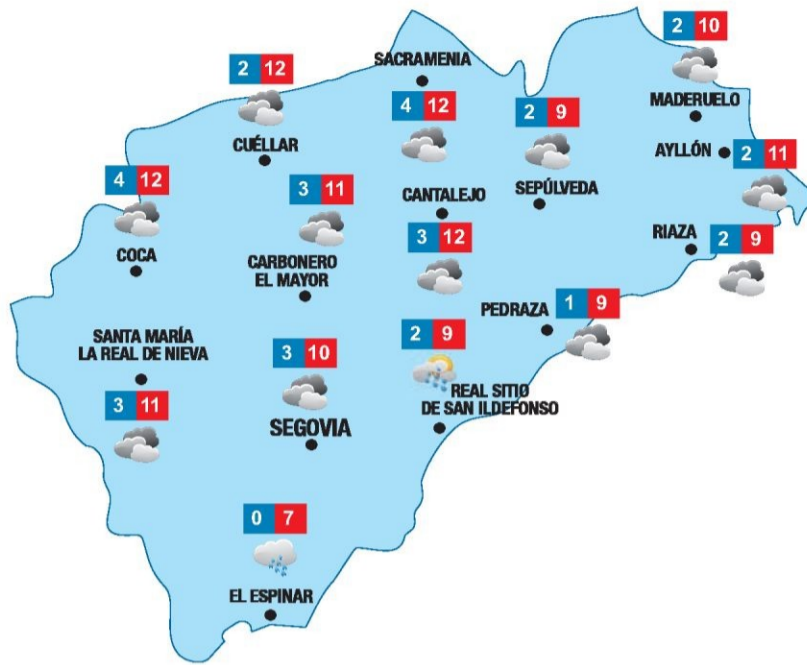 2 10
MADERUELO
SACRAMENIA
4 12
2 12
CUÉLLAR
2 9
SEPÚLVEDA
AYLLÓN
2 11
4 12
COCA
3 11
CARBONERO
EL MAYOR
CANTALEJO
3 12
RIAZA
2 9
PEDRAZA
1 9
SANTA MARÍA
LA REAL DE NIEVA
3 11
3 10
SEGOVIA
2 9
REAL SITIO
DE SAN ILDEFONSO
0 7
EL ESPINAR